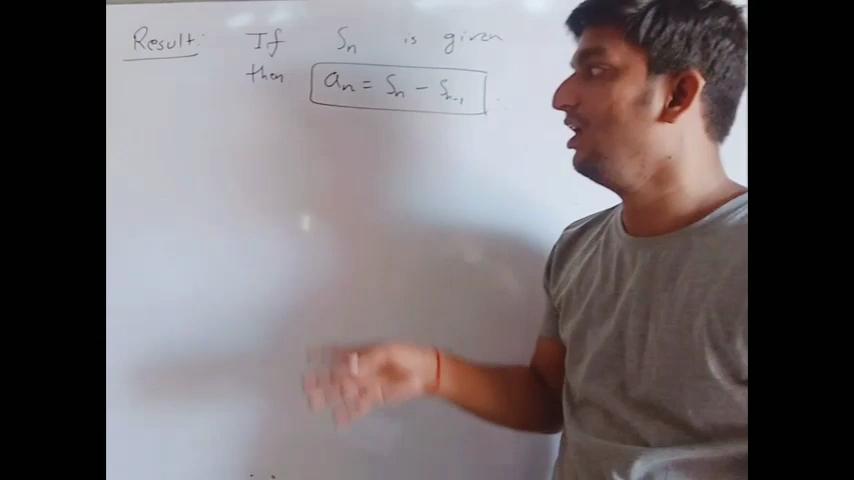 Result: If Sn is given
then an = Sn - Sn-1